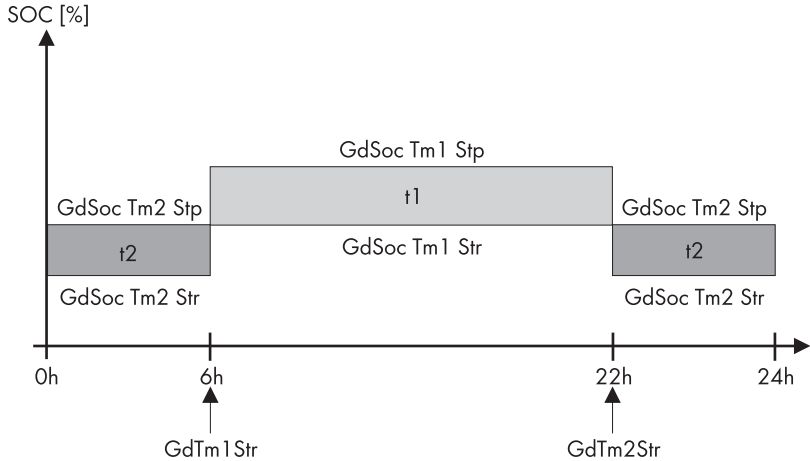 SOC [%]
GdSoc Tm1 Stp
t1
GdSoc Tm2 Stp
GdSoc Tm2 Stp
GdSoc Tm1 Str
t2
t2
GdSoc Tm2 Str
GdSoc Tm2 Str
0h
6h
22h
24h
GdTm1Str
GdTm2Str